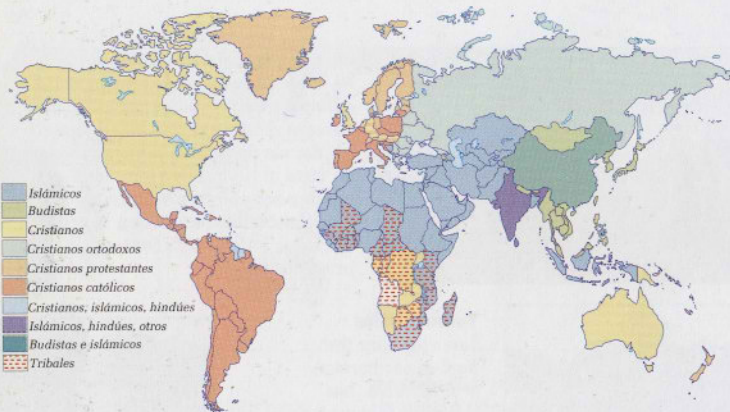 Islámicos
Budistas
Cristianos
Cristianos ortodoxos
Cristianos protestantes
Cristianos católicos
Cristianos, islámicos, hindúes
Islámicos, hindúes, otros
Budistas e islámicos
Tribales